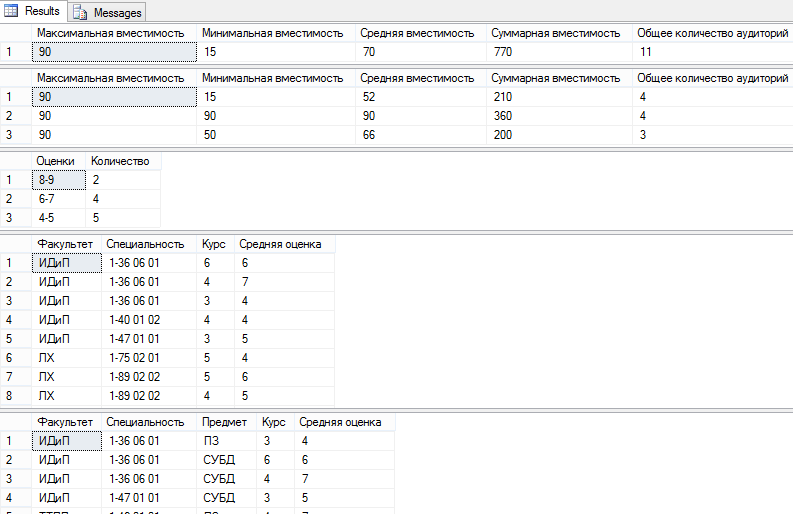 Results Messages
Максимальная вместимость Минимальная вместимость Средняя вместимость Суммарная вместимость Общее количество аудиторий
1 90 15 70 770 11
Максимальная вместимость Минимальная вместимость Средняя вместимость Суммарная вместимость Общее количество аудиторий
1 90 15 52 210 4
2 90 90 90 360 4
3 90 50 66 200 3
Оценки Количество
1 8-9 2
2 6-7 4
3 4-5 5
Факультет Специальность Курс Средняя оценка
1 ИДиП 1-36 06 01 6 6
2 ИДиП 1-36 06 01 4 7
3 ИДиП 1-36 06 01 3 4
4 ИДиП 1-40 01 02 4 4
5 ИДиП 1-47 01 01 3 5
6 ЛХ 1-75 02 01 5 4
7 ЛХ 1-89 02 02 5 6
8 ЛХ 1-89 02 02 4 5
Факультет Специальность Предмет Курс Средняя оценка
1 ИДиП 1-36 06 01 ПЗ 3 4
2 ИДиП 1-36 06 01 СУБД 6 6
3 ИДиП 1-36 06 01 СУБД 4 7
4 ИДиП 1-47 01 01 СУБД 3 5